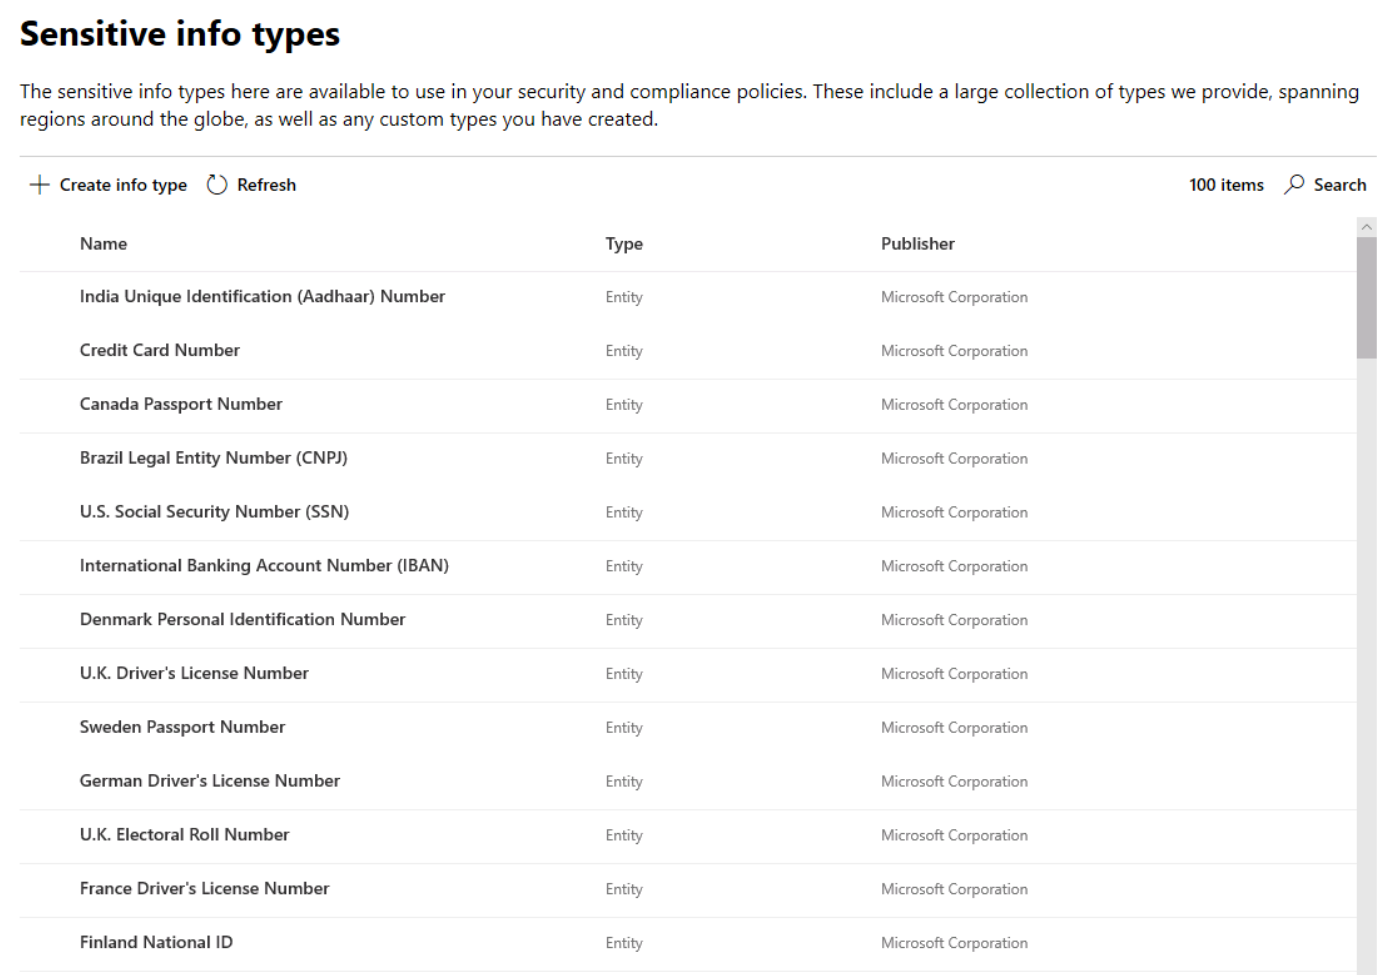 Sensitive info types
The sensitive info types here are available to use in your security and compliance policies. These include a large collection of types we provide, spanning
regions around the globe, as well as any custom types you have created.
Create info type Refresh 100 items Search
Name Type Publisher
India Unique Identification (Aadhaar) Number Entity Microsoft Corporation
Credit Card Number Entity Microsoft Corporation
Canada Passport Number Entity Microsoft Corporation
Brazil Legal Entity Number (CNPJ) Entity Microsoft Corporation
U.S. Social Security Number (SSN) Entity Microsoft Corporation
International Banking Account Number (IBAN) Entity Microsoft Corporation
Denmark Personal Identification Number Entity Microsoft Corporation
U.K. Driver's License Number Entity Microsoft Corporation
Sweden Passport Number Entity Microsoft Corporation
German Driver's License Number Entity Microsoft Corporation
U.K. Electoral Roll Number Entity Microsoft Corporation
France Driver's License Number Entity Microsoft Corporation
Finland National ID Entity Microsoft Corporation